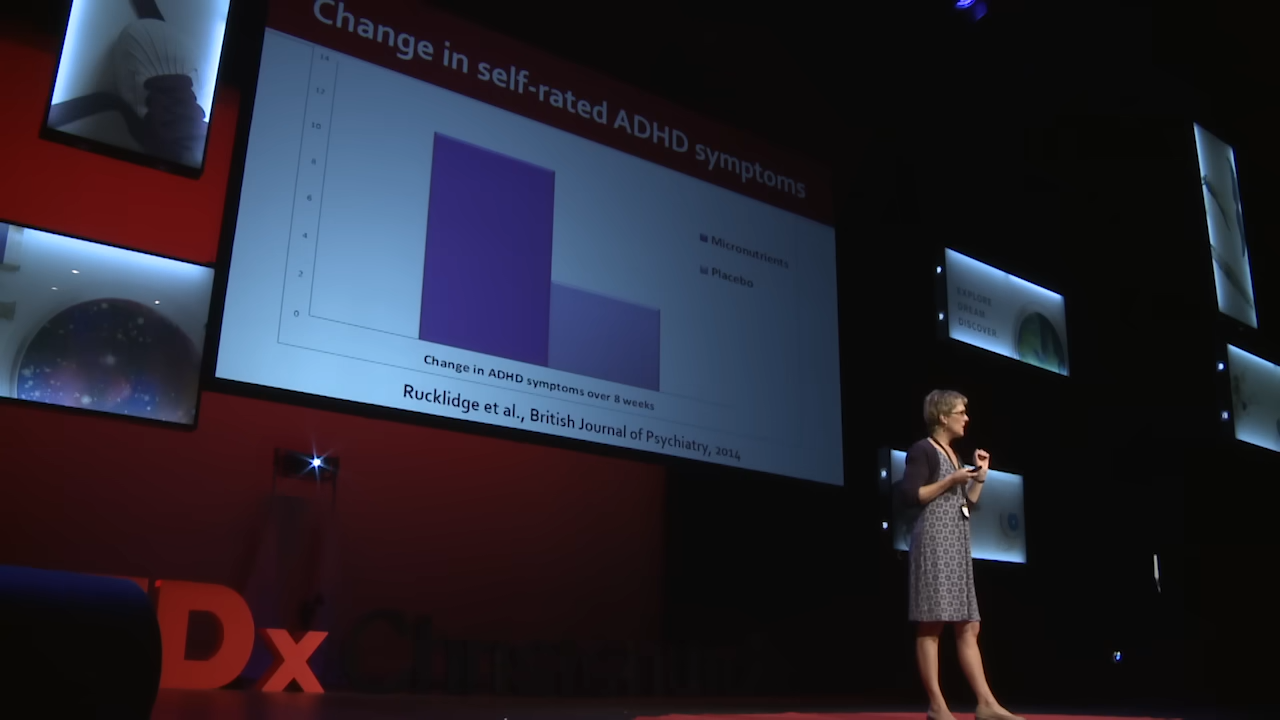 Change in self-rated ADHD symptoms
14
12
10
8
6
4
2
0
Micronutrients
Placebo
Change in ADHD symptoms over 8 weeks
Rucklidge et al., British Journal of Psychiatry, 2014
EXPLORE
DREAM
DISCOVER
Dx